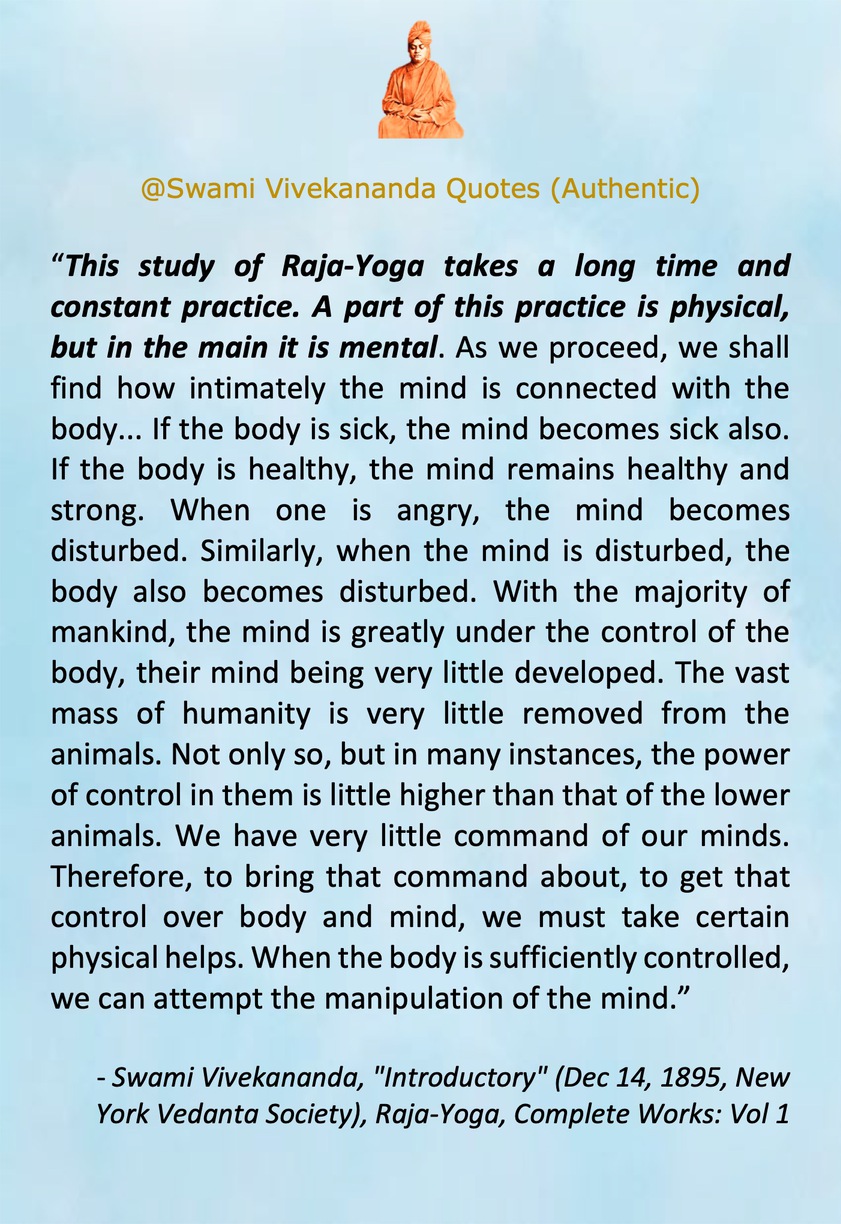 @Swami Vivekananda Quotes (Authentic)
“This study of Raja-Yoga takes a long time and
constant practice. A part of this practice is physical,
but in the main it is mental. As we proceed, we shall
find how intimately the mind is connected with the
body... If the body is sick, the mind becomes sick also.
If the body is healthy, the mind remains healthy and
strong. When one is angry, the mind becomes
disturbed. Similarly, when the mind is disturbed, the
body also becomes disturbed. With the majority of
mankind, the mind is greatly under the control of the
body, their mind being very little developed. The vast
mass of humanity is very little removed from the
animals. Not only so, but in many instances, the power
of control in them is little higher than that of the lower
animals. We have very little command of our minds.
Therefore, to bring that command about, to get that
control over body and mind, we must take certain
physical helps. When the body is sufficiently controlled,
we can attempt the manipulation of the mind.”
- Swami Vivekananda, "Introductory" (Dec 14, 1895, New
York Vedanta Society), Raja-Yoga, Complete Works: Vol 1